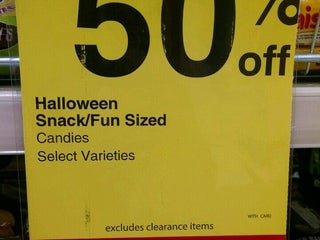 50% off
Halloween
Snack/Fun Sized
Candies
Select Varieties
WITH CARD
excludes clearance items